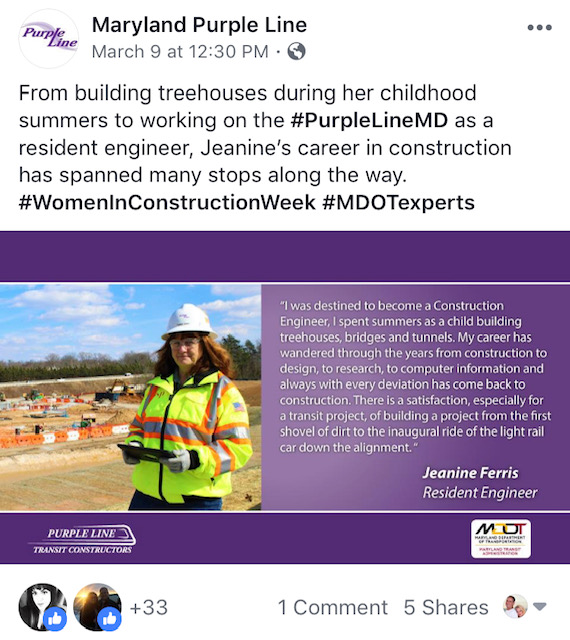 Purple
Line
Maryland Purple Line
March 9 at 12:30 PM ·
From building treehouses during her childhood
summers to working on the #PurpleLineMD as a
resident engineer, Jeanine's career in construction
has spanned many stops along the way.
#WomenInConstructionWeek #MDOTexperts
"I was destined to become a Construction
Engineer, I spent summers as a child building
treehouses, bridges and tunnels. My career has
wandered through the years from construction to
design, to research, to computer information and
always with every deviation has come back to
construction. There is a satisfaction, especially for
a transit project, of building a project from the first
shovel of dirt to the inaugural ride of the light rail
car down the alignment."
Jeanine Ferris
Resident Engineer
PURPLE LINE
TRANSIT CONSTRUCTORS
MDOT
MARYLAND DEPARTMENT
OF TRANSPORTATION
MARYLAND TRANSIT
ADMINISTRATION
+33
1 Comment 5 Shares